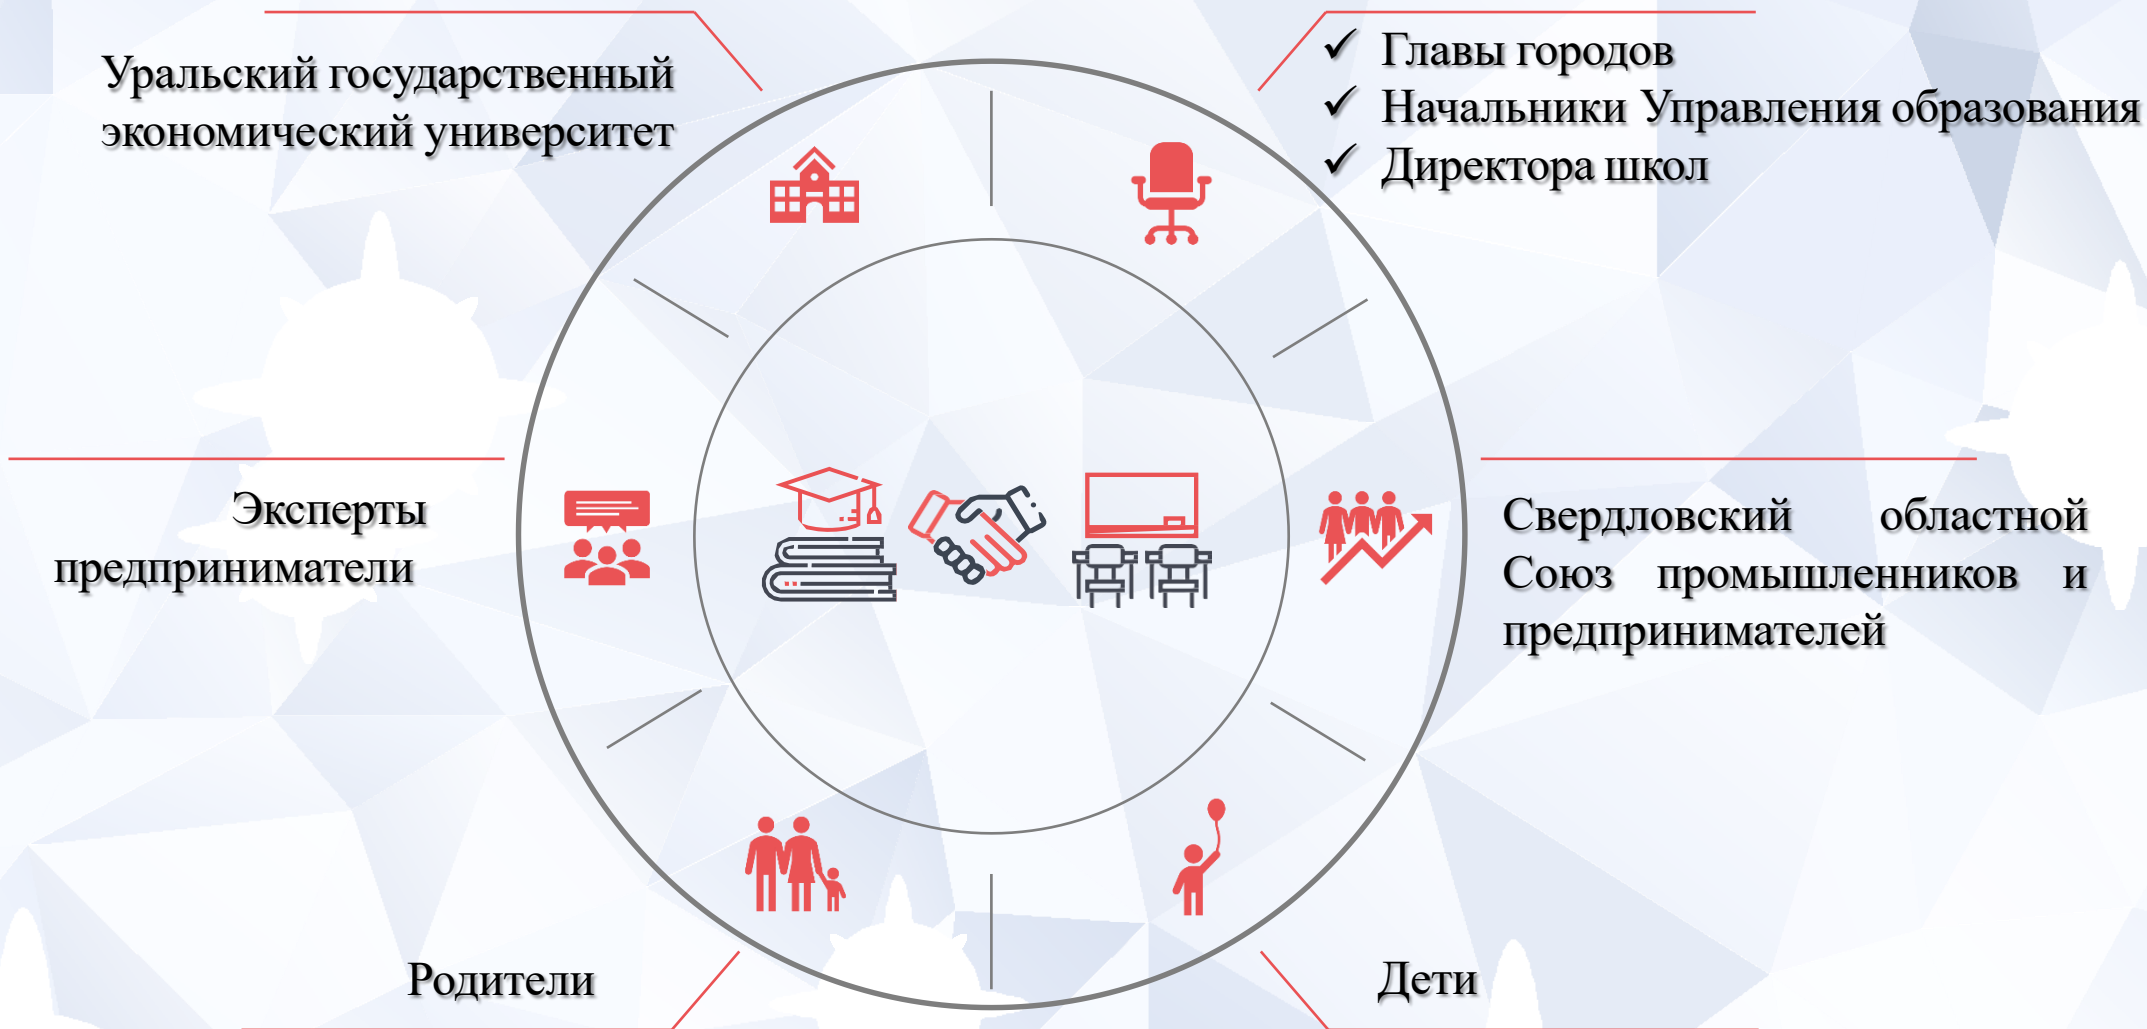 Уральский государственный
экономический университет
✓ Главы городов
✓ Начальники Управления образования
✓ Директора школ
Эксперты
предприниматели
Свердловский областной
Союз промышленников и
предпринимателей
Родители
Дети